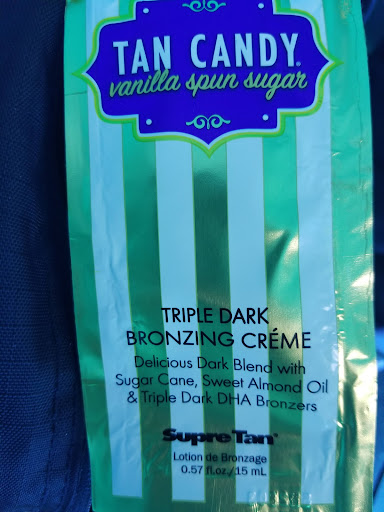 TAN CANDY®
vanilla spun sugar
TRIPLE DARK
BRONZING CRÉME
Delicious Dark Blend with
Sugar Cane, Sweet Almond Oil
& Triple Dark DHA Bronzers
Supre Tan®
Lotion de Bronzage
0.57 fl.oz./15 mL